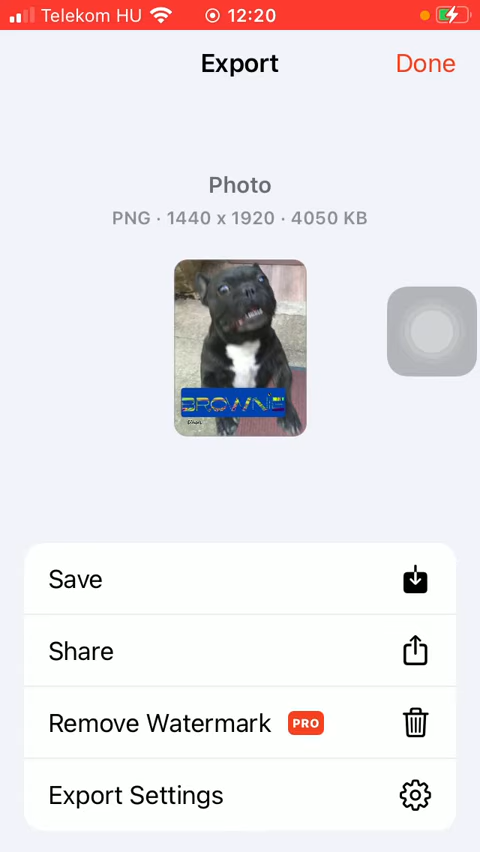 Telekom HU 12:20
Export
Done
Photo
PNG · 1440 x 1920 · 4050 KB
BROWNIE
Save
Share
Remove Watermark PRO
Export Settings